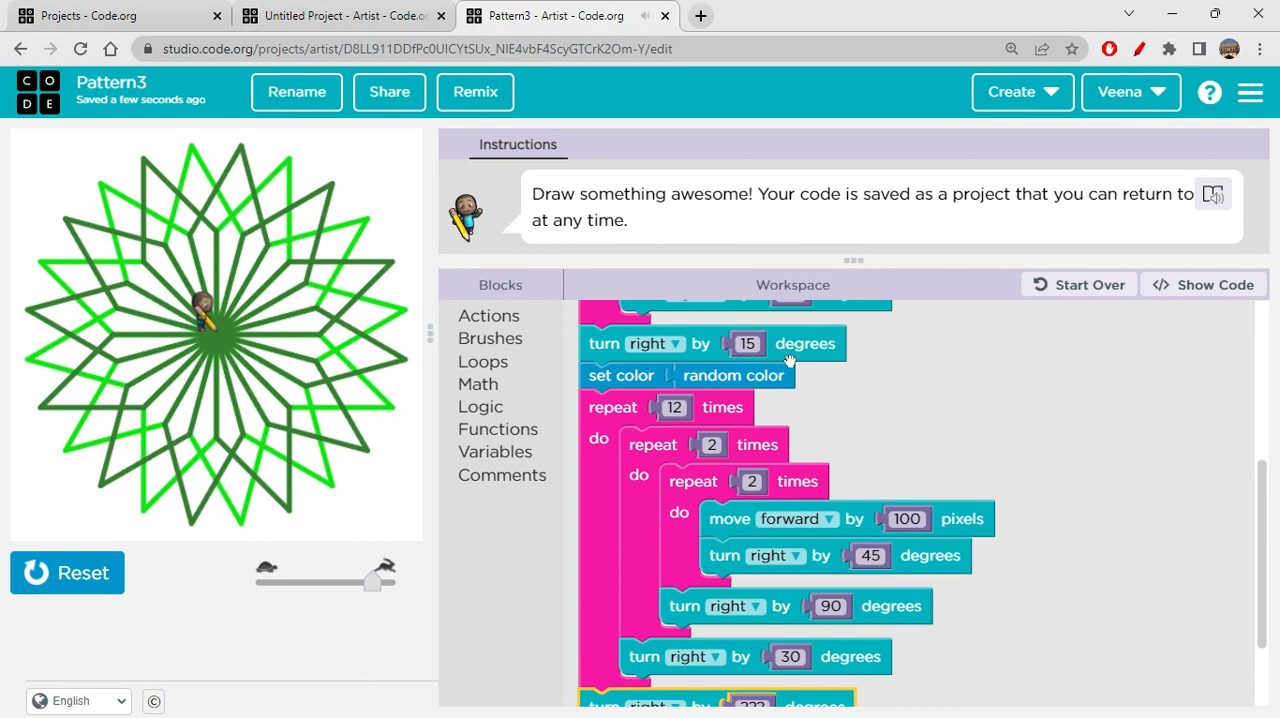 Projects - Code.org
Untitled Project - Artist - Code.o
Pattern3 - Artist - Code.org
studio.code.org/projects/artist/D8LL911DDfPc0UICYtSUx_NIE4vbF4ScyGTCrK2Om-Y/edit
C O
D E
Pattern3
Saved a few seconds ago
Rename
Share
Remix
Create
Veena
?
Instructions
Draw something awesome! Your code is saved as a project that you can return to
at any time.
Blocks
Workspace
Start Over
</> Show Code
Actions
Brushes
Loops
Math
Logic
Functions
Variables
Comments
turn right by 15 degrees
set color random color
repeat 12 times
do repeat 2 times
do repeat 2 times
do move forward by 100 pixels
turn right by 45 degrees
turn right by 90 degrees
turn right by 30 degrees
turn right by ??? degrees
Reset
English
©